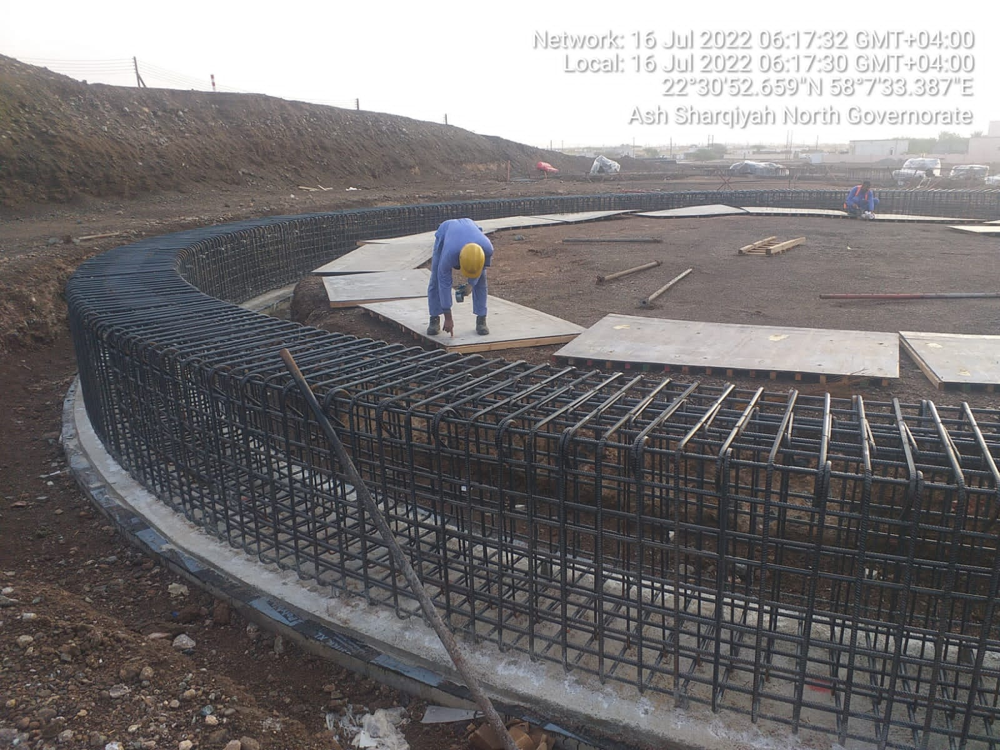 Network: 16 Jul 2022 06:17:32 GMT+04:00
Local: 16 Jul 2022 06:17:30 GMT+04:00
22°30'52.659"N 58°7'33.387"E
Ash Sharqiyah North Governorate